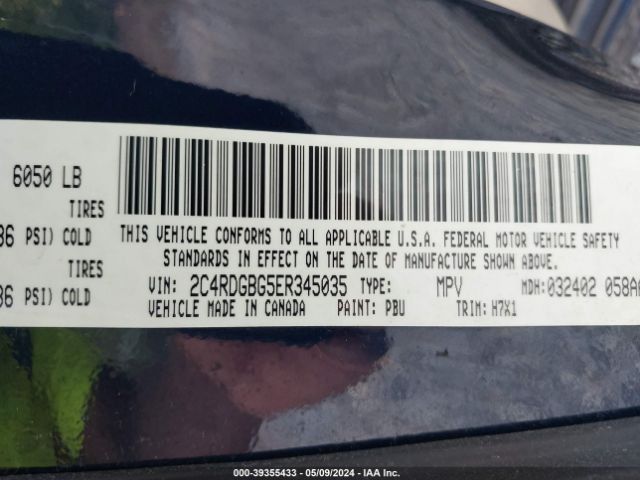 6050 LB
TIRES
36 PSI) COLD
THIS VEHICLE CONFORMS TO ALL APPLICABLE U.S.A. FEDERAL MOTOR VEHICLE SAFETY
STANDARDS IN EFFECT ON THE DATE OF MANUFACTURE SHOWN ABOVE.
TIRES
36 PSI) COLD
VIN: 2C4RDGBG5ER345035 TYPE: MPV MDH: 032402 058A
VEHICLE MADE IN CANADA PAINT: PBU TRIM: H7X1
000-39355433 - 05/09/2024 - IAA Inc.